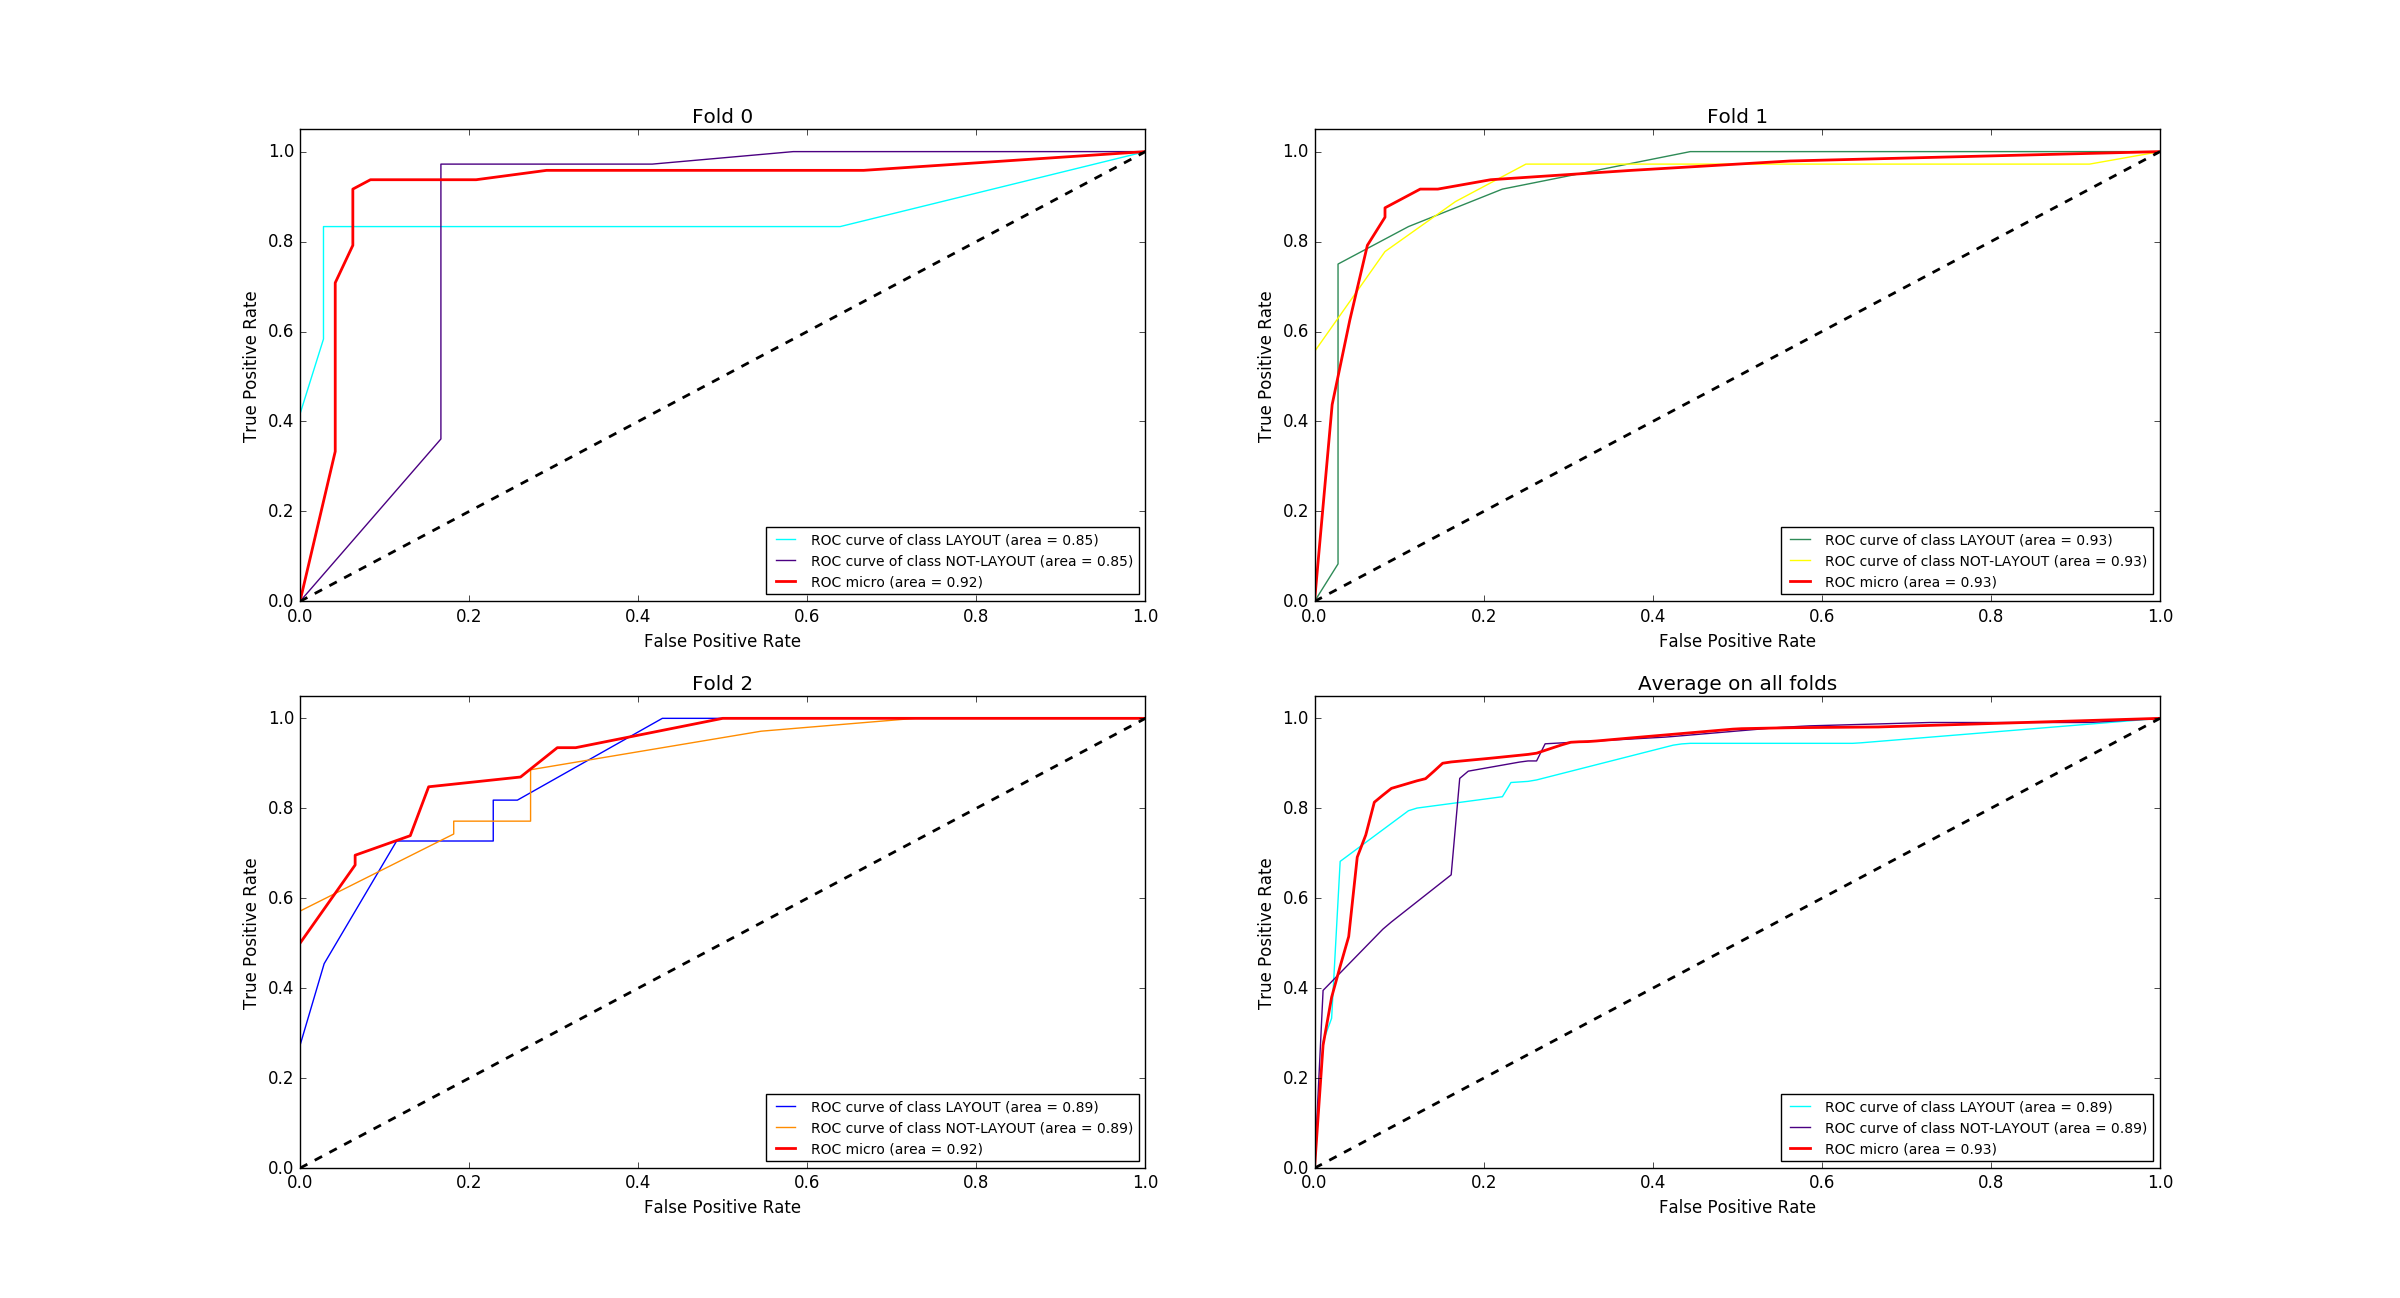 Fold 0
1.0
0.8
0.6
0.4
0.2
0.0
True Positive Rate
ROC curve of class LAYOUT (area = 0.85)
ROC curve of class NOT-LAYOUT (area = 0.85)
ROC micro (area = 0.92)
0.0 0.2 0.4 0.6 0.8 1.0
False Positive Rate
Fold 1
1.0
0.8
0.6
0.4
0.2
0.0
True Positive Rate
ROC curve of class LAYOUT (area = 0.93)
ROC curve of class NOT-LAYOUT (area = 0.93)
ROC micro (area = 0.93)
0.0 0.2 0.4 0.6 0.8 1.0
False Positive Rate
Fold 2
1.0
0.8
0.6
0.4
0.2
0.0
True Positive Rate
ROC curve of class LAYOUT (area = 0.89)
ROC curve of class NOT-LAYOUT (area = 0.89)
ROC micro (area = 0.92)
0.0 0.2 0.4 0.6 0.8 1.0
False Positive Rate
Average on all folds
1.0
0.8
0.6
0.4
0.2
0.0
True Positive Rate
ROC curve of class LAYOUT (area = 0.89)
ROC curve of class NOT-LAYOUT (area = 0.89)
ROC micro (area = 0.93)
0.0 0.2 0.4 0.6 0.8 1.0
False Positive Rate